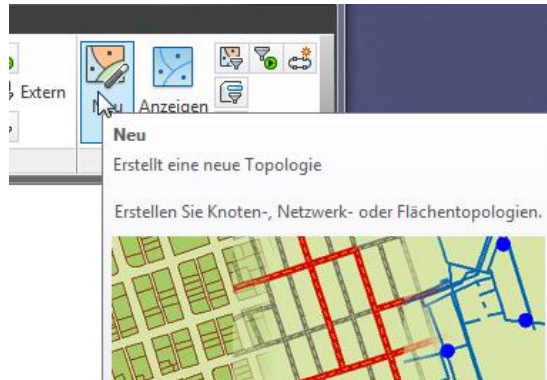 Extern
Neu
Anzeigen
Neu
Erstellt eine neue Topologie
Erstellen Sie Knoten-, Netzwerk- oder Flächentopologien.